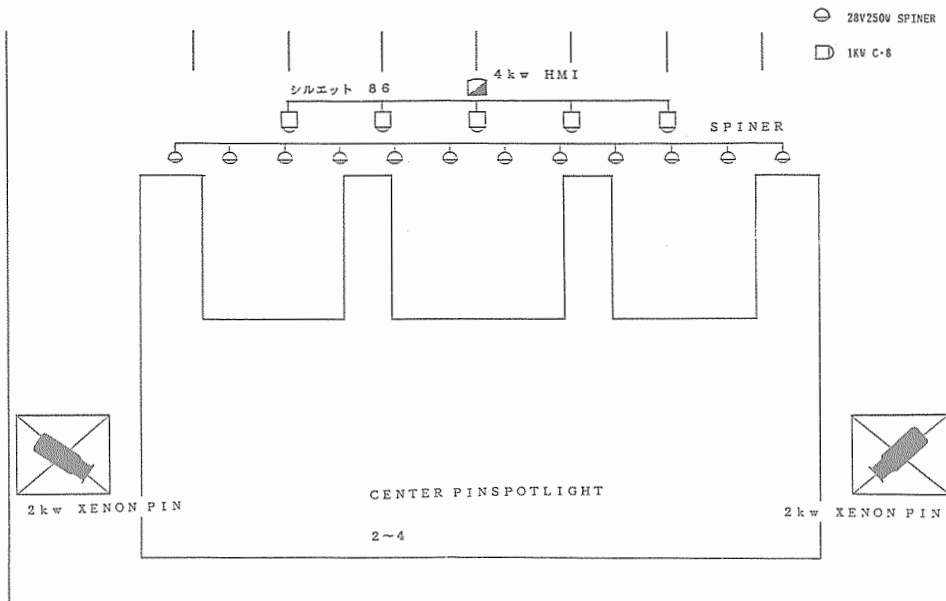 28V250W SPINER
1KW C-8
4kw HMI
シルエット 86
SPINER
2kw XENON PIN
CENTER PINSPOTLIGHT
2kw XENON PIN
2~4